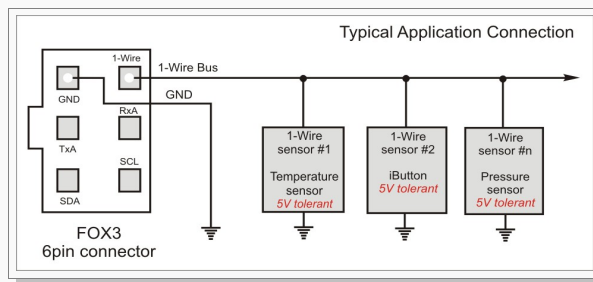 Typical Application Connection
1-Wire
1-Wire Bus
GND
GND
RxA
TxA
SCL
SDA
FOX3
6pin connector
1-Wire
sensor #1
Temperature
sensor
5V tolerant
1-Wire
sensor #2
iButton
5V tolerant
1-Wire
sensor #n
Pressure
sensor
5V tolerant